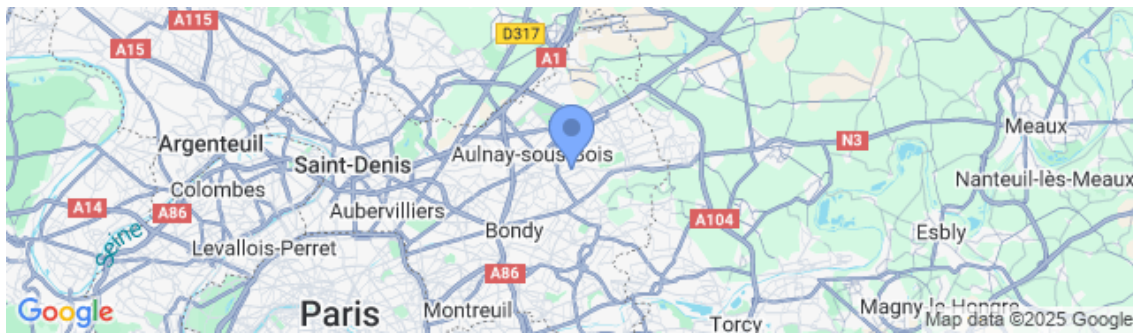 A115
A15
D317
A1
Argenteuil
Saint-Denis
Aulnay-sous-Bois
N3
Meaux
Colombes
Nanteuil-lès-Meaux
A14
A86
Aubervilliers
A104
Seine
Levallois-Perret
Bondy
Esbly
A86
Google
Paris
Montreuil
Torcy
Magny-le-Hongre
Map data ©2025 Google